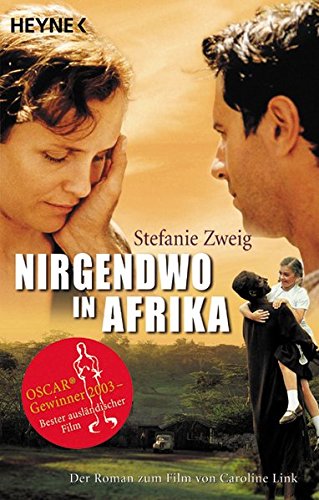 HEYNE
Stefanie Zweig
NIRGENDWO
IN AFRIKA
OSCAR®
Gewinner 2003 –
Bester ausländischer
Film
Der Roman zum Film von Caroline Link